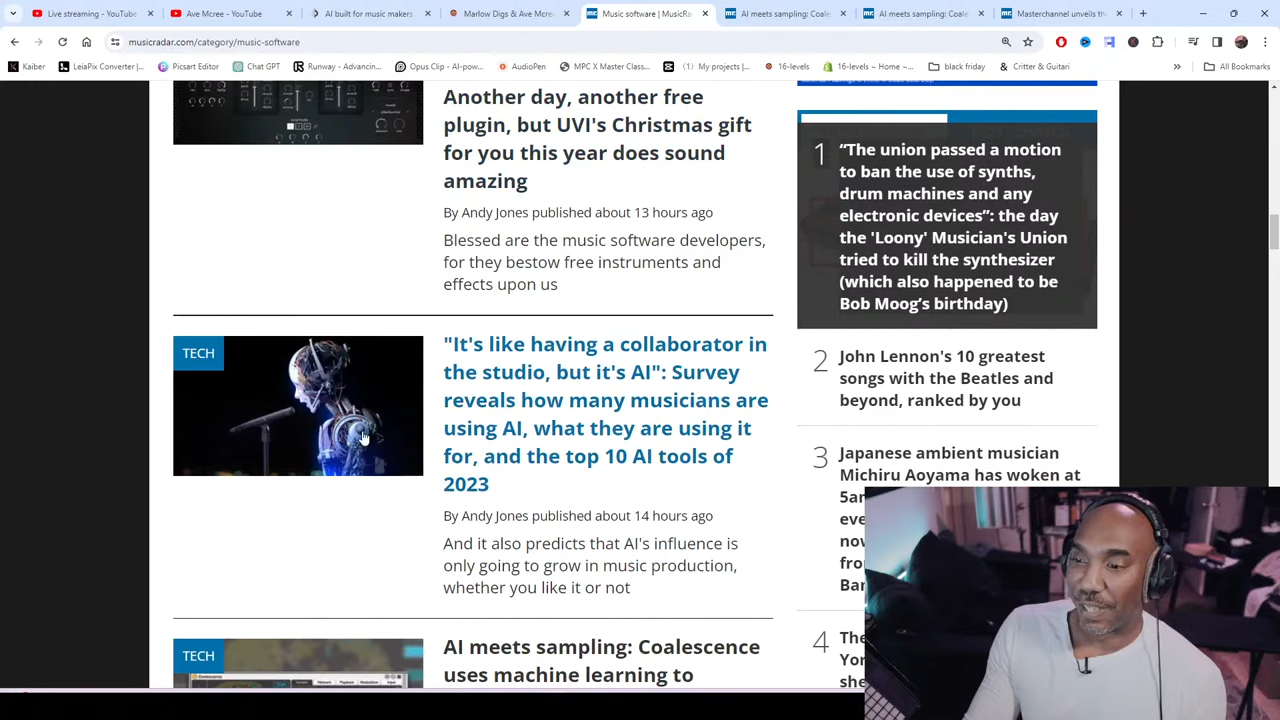 Live streaming - YouTube
Ave Mcree - YouTube
AI built for music makers
Marlow Digs & Ave Mcre
Music software | MusicRa
AI meets sampling: Coale
AI meets sampling: Coale
Masterchannel unveils th
musicradar.com/category/music-software
Kaiber
LeiaPix Converter |...
Picsart Editor
Chat GPT
Runway - Advancin...
Opus Clip - AI-pow...
AudioPen
MPC X Master Class...
(1) My projects |...
16-levels
16-levels ~ Home ~...
black friday
Critter & Guitari
All Bookmarks
Another day, another free
plugin, but UVI's Christmas gift
for you this year does sound
amazing
By Andy Jones published about 13 hours ago
Blessed are the music software developers,
for they bestow free instruments and
effects upon us
TECH
"It's like having a collaborator in
the studio, but it's AI": Survey
reveals how many musicians are
using AI, what they are using it
for, and the top 10 AI tools of
2023
By Andy Jones published about 14 hours ago
And it also predicts that AI's influence is
only going to grow in music production,
whether you like it or not
TECH
AI meets sampling: Coalescence
uses machine learning to
1
“The union passed a motion
to ban the use of synths,
drum machines and any
electronic devices”: the day
the 'Loony' Musician's Union
tried to kill the synthesizer
(which also happened to be
Bob Moog’s birthday)
2
John Lennon's 10 greatest
songs with the Beatles and
beyond, ranked by you
3
Japanese ambient musician
Michiru Aoyama has woken at
5am
4